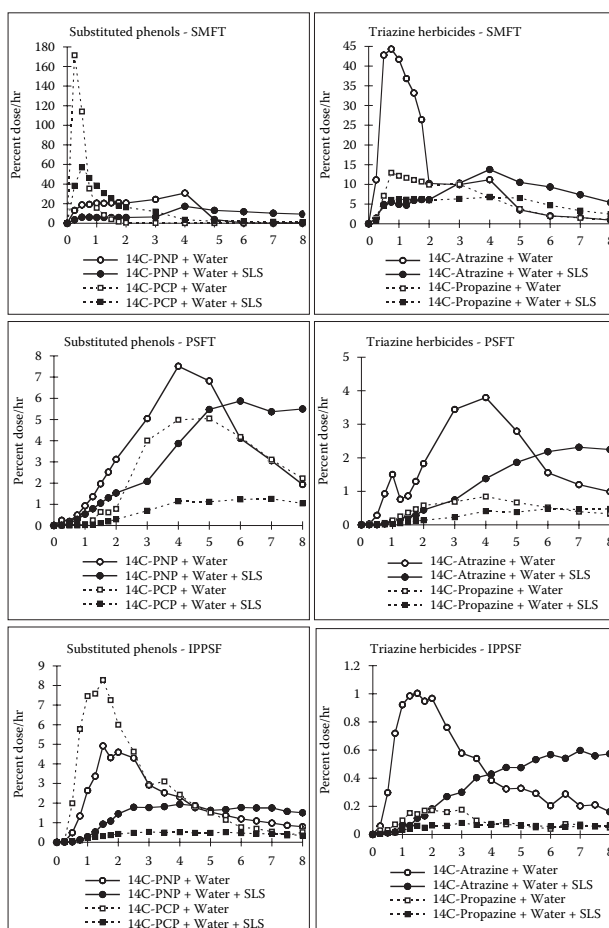 Substituted phenols - SMFT
Percent dose/hr
180
160
140
120
100
80
60
40
20
0
0 1 2 3 4 5 6 7 8
14C-PNP + Water
14C-PNP + Water + SLS
14C-PCP + Water
14C-PCP + Water + SLS
Triazine herbicides - SMFT
Percent dose/hr
45
40
35
30
25
20
15
10
5
0
0 1 2 3 4 5 6 7 8
14C-Atrazine + Water
14C-Atrazine + Water + SLS
14C-Propazine + Water
14C-Propazine + Water + SLS
Substituted phenols - PSFT
Percent dose/hr
8
7
6
5
4
3
2
1
0
0 1 2 3 4 5 6 7 8
14C-PNP + Water
14C-PNP + Water + SLS
14C-PCP + Water
14C-PCP + Water + SLS
Triazine herbicides - PSFT
Percent dose/hr
5
4
3
2
1
0
0 1 2 3 4 5 6 7 8
14C-Atrazine + Water
14C-Atrazine + Water + SLS
14C-Propazine + Water
14C-Propazine + Water + SLS
Substituted phenols - IPPSF
Percent dose/hr
9
8
7
6
5
4
3
2
1
0
0 1 2 3 4 5 6 7 8
14C-PNP + Water
14C-PNP + Water + SLS
14C-PCP + Water
14C-PCP + Water + SLS
Triazine herbicides - IPPSF
Percent dose/hr
1.2
1
0.8
0.6
0.4
0.2
0
0 1 2 3 4 5 6 7 8
14C-Atrazine + Water
14C-Atrazine + Water + SLS
14C-Propazine + Water
14C-Propazine + Water + SLS